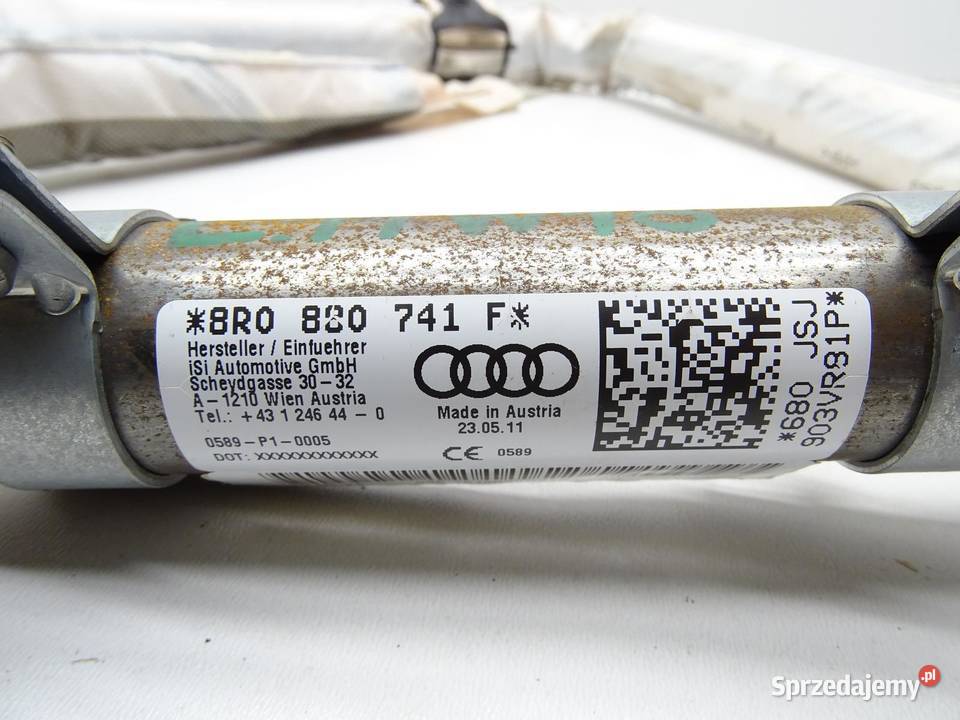 *8R0 880 741 F*
Hersteller / Einfuehrer
iSi Automotive GmbH
Scheydgasse 30-32
A-1210 Wien Austria
Tel.: +43 1 246 44 - 0
0589-P1-0005
DOT: XXXXXXXXXXXX
Made in Austria
23.05.11
CE 0589
*680 JSJ
903VR81P*
Sprzedajemy.pl